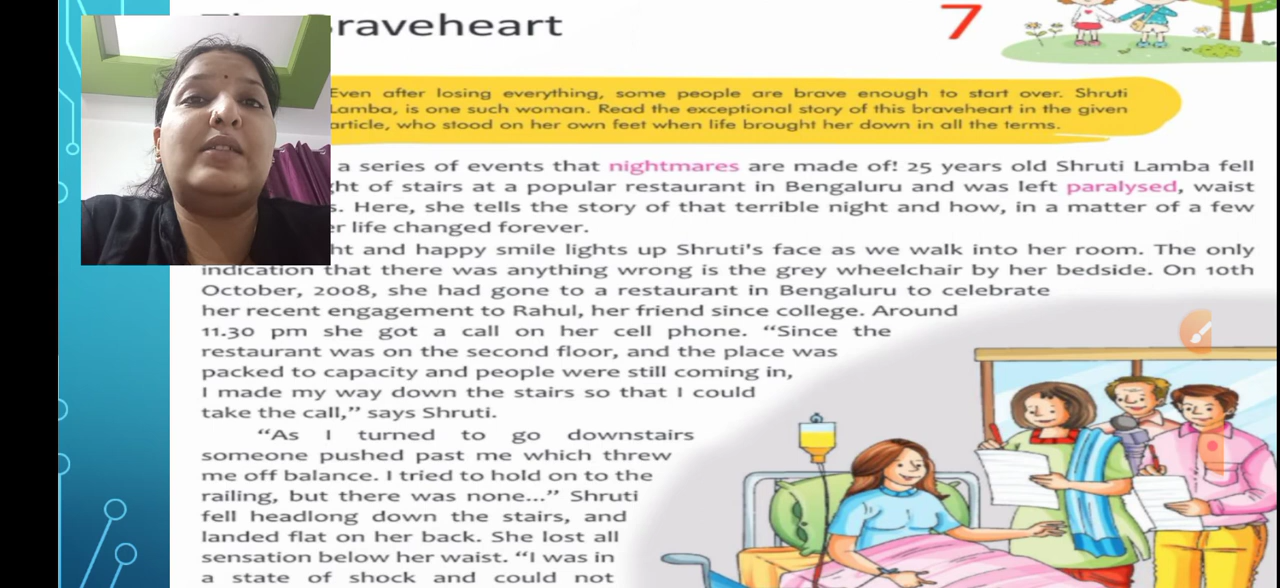 Braveheart
7
Even after losing everything, some people are brave enough to start over. Shruti
Lamba, is one such woman. Read the exceptional story of this braveheart in the given
article, who stood on her own feet when life brought her down in all the terms.
a series of events that nightmares are made of! 25 years old Shruti Lamba fell
of stairs at a popular restaurant in Bengaluru and was left paralysed, waist
Here, she tells the story of that terrible night and how, in a matter of a few
life changed forever.
and happy smile lights up Shruti's face as we walk into her room. The only
indication that there was anything wrong is the grey wheelchair by her bedside. On 10th
October, 2008, she had gone to a restaurant in Bengaluru to celebrate
her recent engagement to Rahul, her friend since college. Around
11.30 pm she got a call on her cell phone. "Since the
restaurant was on the second floor, and the place was
packed to capacity and people were still coming in,
I made my way down the stairs so that I could
take the call," says Shruti.
"As I turned to go downstairs
someone pushed past me which threw
me off balance. I tried to hold on to the
railing, but there was none..." Shruti
fell headlong down the stairs, and
landed flat on her back. She lost all
sensation below her waist. "I was in
a state of shock and could not